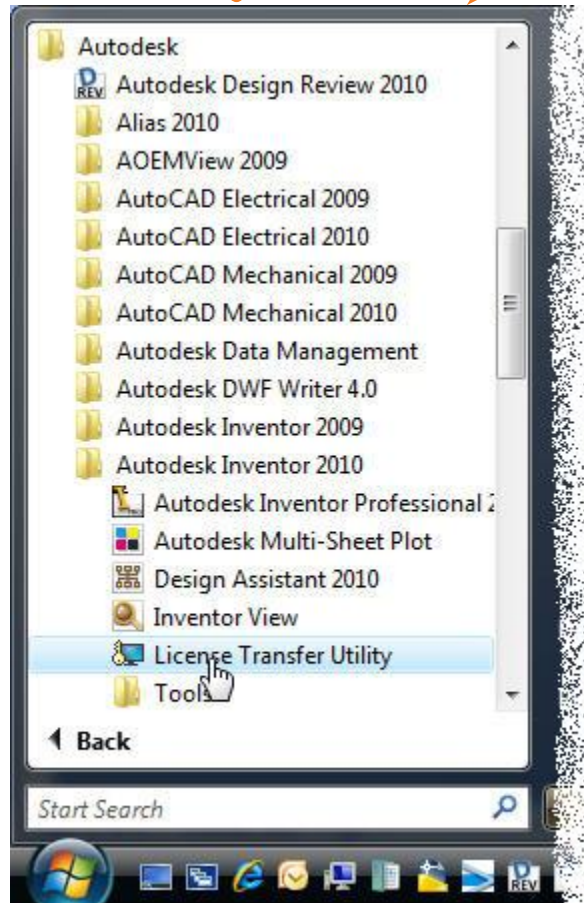 Autodesk
Autodesk Design Review 2010
Alias 2010
AOEMView 2009
AutoCAD Electrical 2009
AutoCAD Electrical 2010
AutoCAD Mechanical 2009
AutoCAD Mechanical 2010
Autodesk Data Management
Autodesk DWF Writer 4.0
Autodesk Inventor 2009
Autodesk Inventor 2010
Autodesk Inventor Professional 2
Autodesk Multi-Sheet Plot
Design Assistant 2010
Inventor View
License Transfer Utility
Tools
Back
Start Search